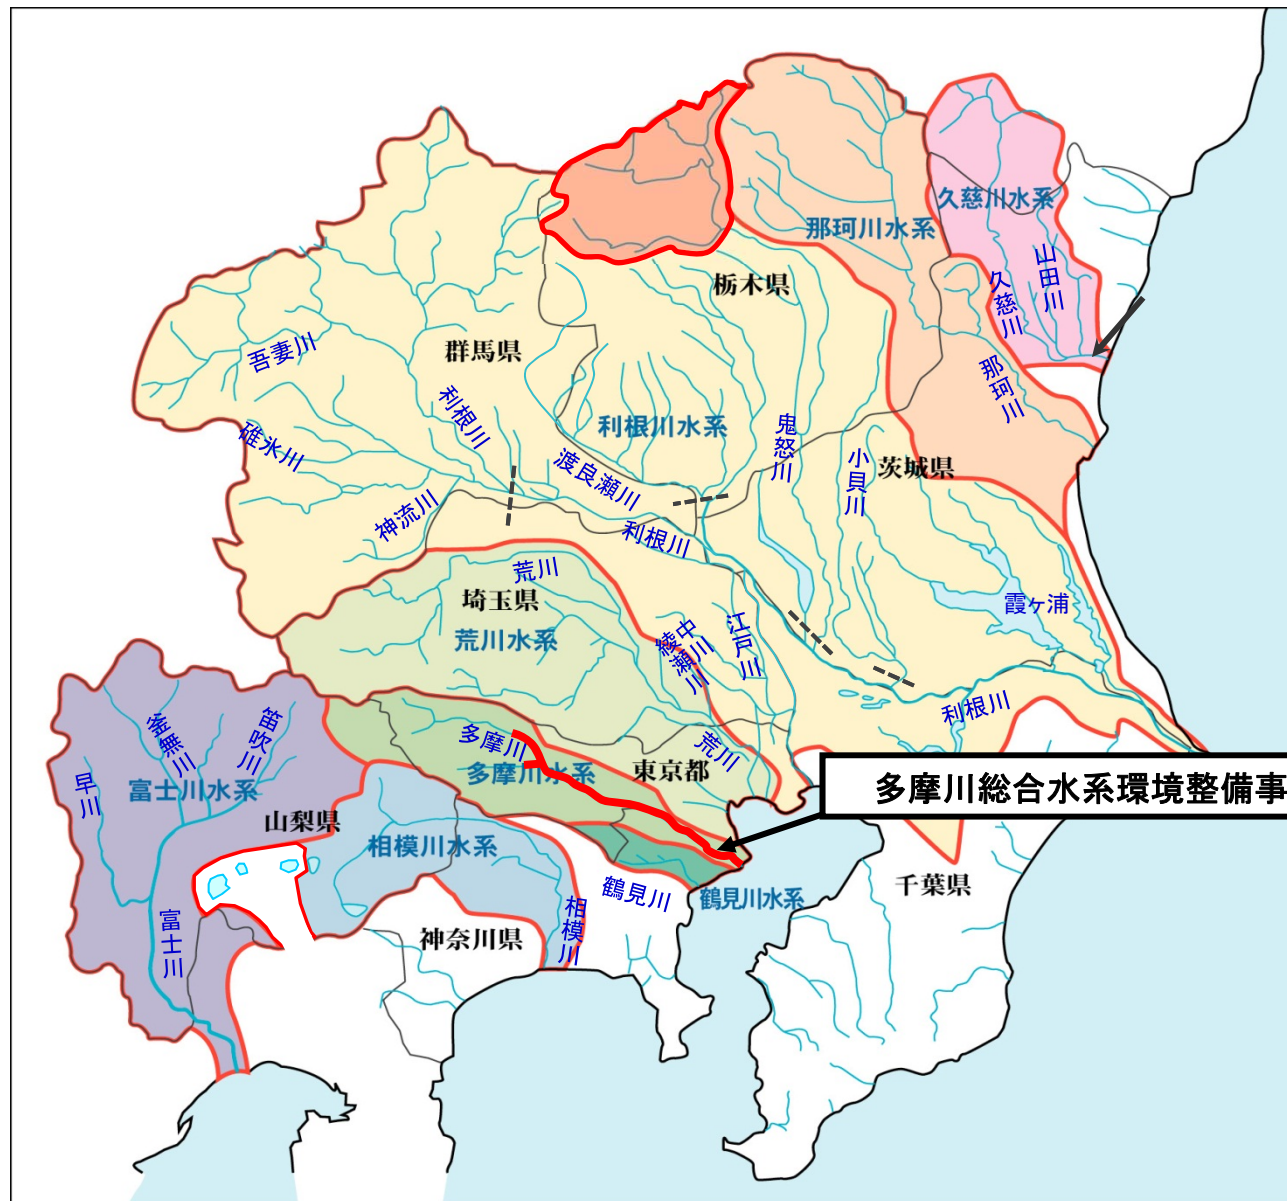 久慈川水系
那珂川水系
山田川
久慈川
栃木県
那珂川
吾妻川
群馬県
利根川
利根川水系
鬼怒川
碓氷川
渡良瀬川
小貝川
茨城県
神流川
利根川
荒川
埼玉県
荒川水系
綾瀬川
中川
江戸川
霞ヶ浦
利根川
釜無川
笛吹川
多摩川
荒川
早川
富士川水系
多摩川水系
東京都
多摩川総合水系環境整備事
山梨県
相模川水系
鶴見川
鶴見川水系
千葉県
富士川
神奈川県
相模川